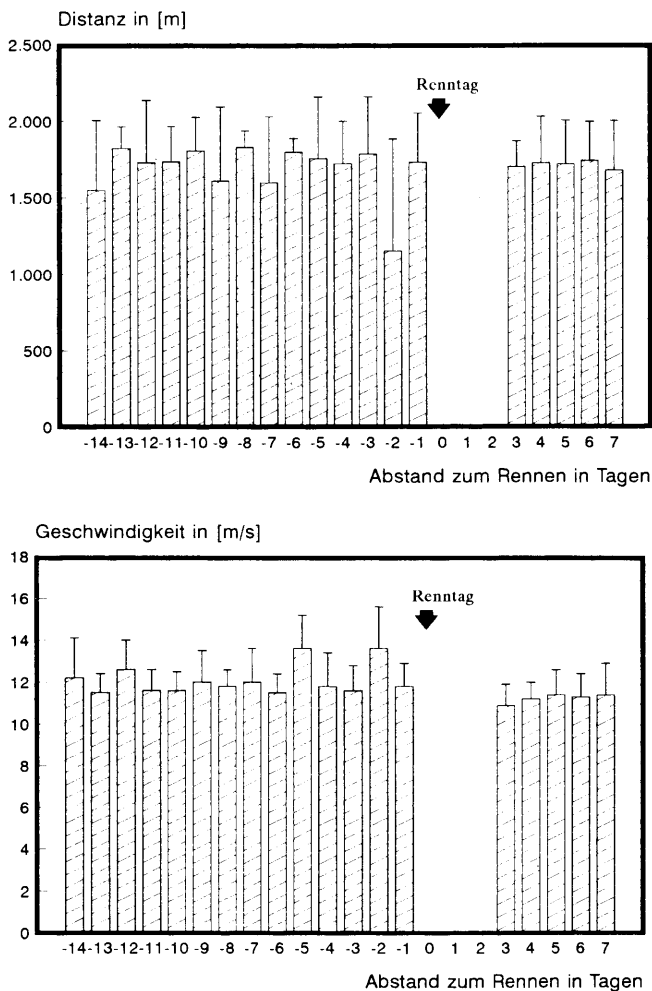 Distanz in [m]
2.500
Renntag
2.000
1.500
1.000
500
0
-14 -13 -12 -11 -10 -9 -8 -7 -6 -5 -4 -3 -2 -1 0 1 2 3 4 5 6 7
Abstand zum Rennen in Tagen
Geschwindigkeit in [m/s]
18
16
Renntag
14
12
10
8
6
4
2
0
-14 -13 -12 -11 -10 -9 -8 -7 -6 -5 -4 -3 -2 -1 0 1 2 3 4 5 6 7
Abstand zum Rennen in Tagen